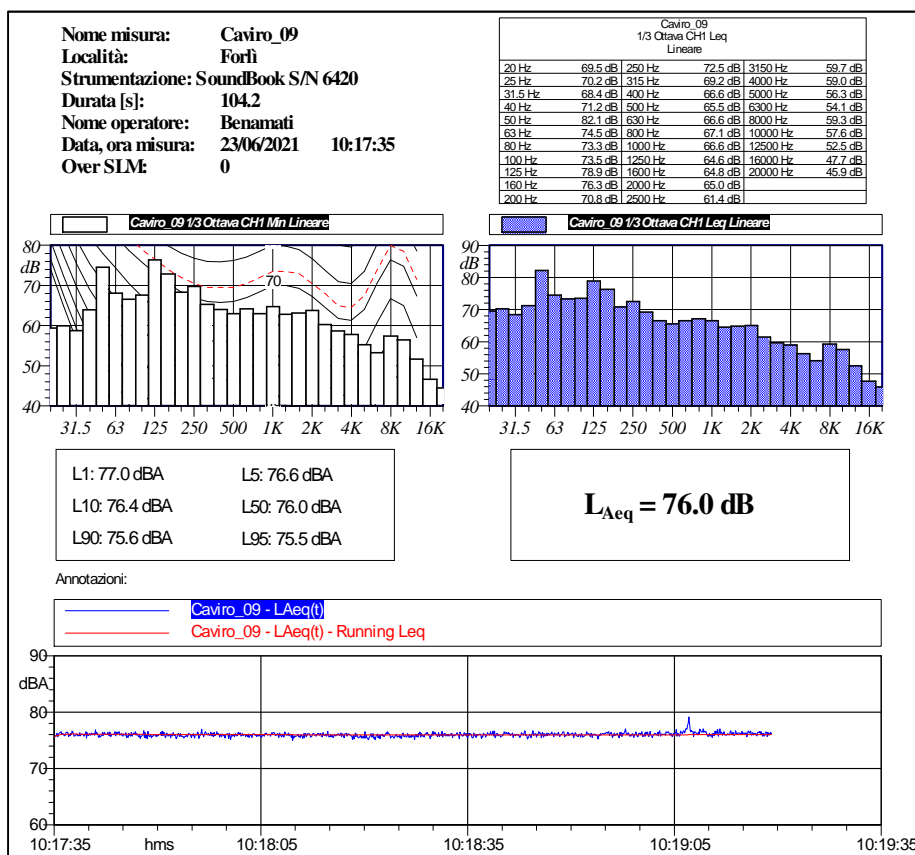 Nome misura: Caviro_09
Località: Forlì
Strumentazione: SoundBook S/N 6420
Durata [s]: 104.2
Nome operatore: Benamati
Data, ora misura: 23/06/2021 10:17:35
Over SLM: 0
Caviro_09
1/3 Ottava CH1 Leq
Lineare
20 Hz 69.5 dB 250 Hz 72.5 dB 3150 Hz 59.7 dB
25 Hz 70.2 dB 315 Hz 69.2 dB 4000 Hz 59.0 dB
31.5 Hz 68.4 dB 400 Hz 66.6 dB 5000 Hz 56.3 dB
40 Hz 71.2 dB 500 Hz 65.5 dB 6300 Hz 54.1 dB
50 Hz 82.1 dB 630 Hz 66.6 dB 8000 Hz 59.3 dB
63 Hz 74.5 dB 800 Hz 67.1 dB 10000 Hz 57.6 dB
80 Hz 73.3 dB 1000 Hz 66.6 dB 12500 Hz 52.5 dB
100 Hz 73.5 dB 1250 Hz 64.6 dB 16000 Hz 47.7 dB
125 Hz 78.9 dB 1600 Hz 64.8 dB 20000 Hz 45.9 dB
160 Hz 76.3 dB 2000 Hz 65.0 dB
200 Hz 70.8 dB 2500 Hz 61.4 dB
Caviro_09 1/3 Ottava CH1 Min Lineare
80
dB
70
60
50
40
70
31.5 63 125 250 500 1K 2K 4K 8K 16K
Caviro_09 1/3 Ottava CH1 Leq Lineare
90
dB
80
70
60
50
40
31.5 63 125 250 500 1K 2K 4K 8K 16K
L1: 77.0 dBA L5: 76.6 dBA
L10: 76.4 dBA L50: 76.0 dBA
L90: 75.6 dBA L95: 75.5 dBA
LAeq = 76.0 dB
Annotazioni:
Caviro_09 - LAeq(t)
Caviro_09 - LAeq(t) - Running Leq
90
dBA
80
70
60
10:17:35 hms 10:18:05 10:18:35 10:19:05 10:19:35